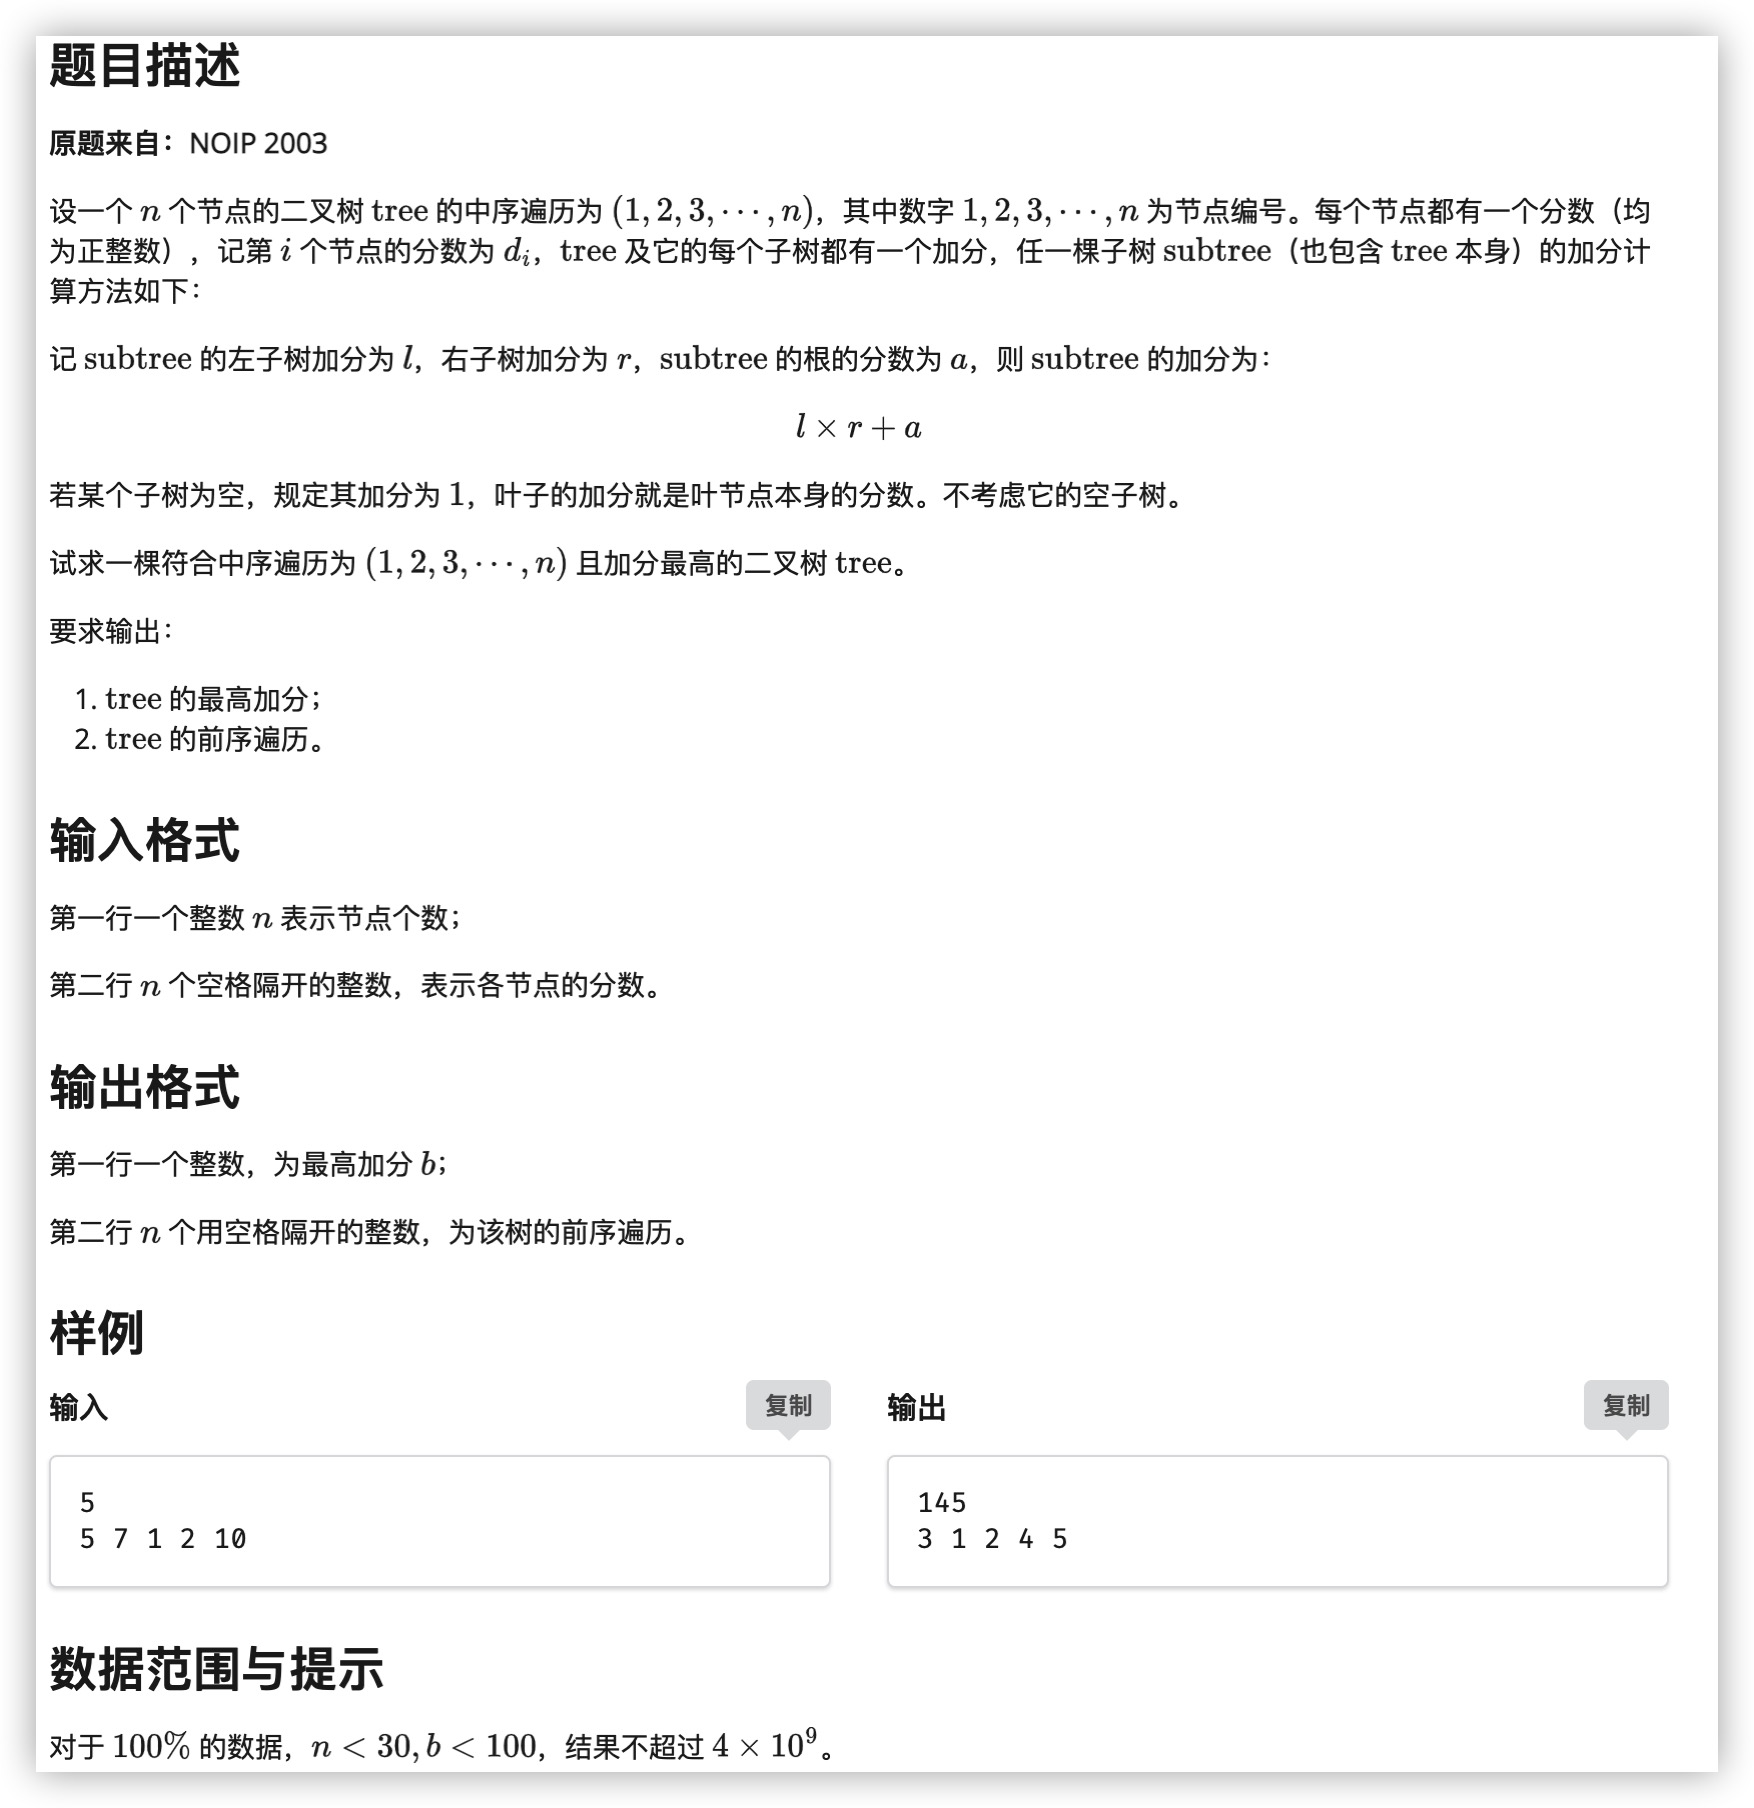 题目描述
原题来自：NOIP 2003
设一个 n 个节点的二叉树 tree 的中序遍历为 (1, 2, 3, ⋯ , n)，其中数字 1, 2, 3, ⋯ , n 为节点编号。每个节点都有一个分数（均
为正整数），记第 i 个节点的分数为 dᵢ，tree 及它的每个子树都有一个加分，任一棵子树 subtree（也包含 tree 本身）的加分计
算方法如下：
记 subtree 的左子树加分为 l，右子树加分为 r，subtree 的根的分数为 a，则 subtree 的加分为：
l × r + a
若某个子树为空，规定其加分为 1，叶子的加分就是叶节点本身的分数。不考虑它的空子树。
试求一棵符合中序遍历为 (1, 2, 3, ⋯ , n) 且加分最高的二叉树 tree。
要求输出：
1. tree 的最高加分；
2. tree 的前序遍历。
输入格式
第一行一个整数 n 表示节点个数；
第二行 n 个空格隔开的整数，表示各节点的分数。
输出格式
第一行一个整数，为最高加分 b；
第二行 n 个用空格隔开的整数，为该树的前序遍历。
样例
输入
复制
5
5 7 1 2 10
输出
复制
145
3 1 2 4 5
数据范围与提示
对于 100% 的数据，n < 30, b < 100，结果不超过 4 × 10⁹。